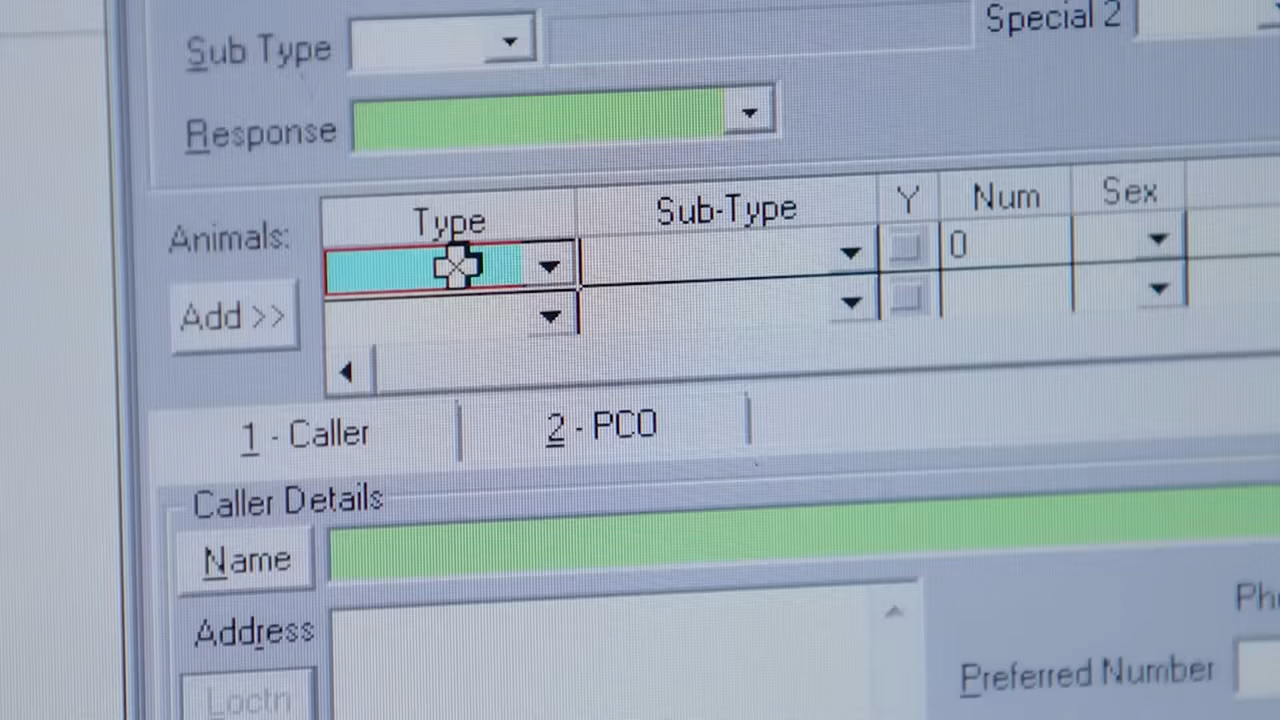 Sub Type
Special 2
Response
Animals:
Type
Sub-Type
Y
Num
Sex
0
Add >>
1 - Caller
2 - PCO
Caller Details
Name
Address
Loctn
Preferred Number